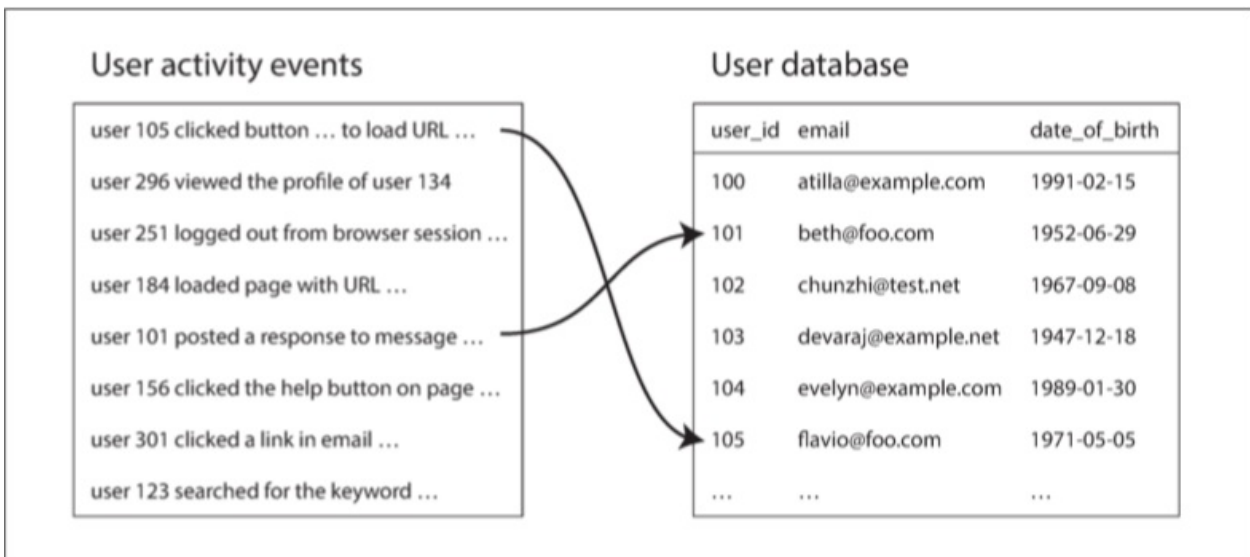 User activity events
user 105 clicked button … to load URL …
user 296 viewed the profile of user 134
user 251 logged out from browser session …
user 184 loaded page with URL …
user 101 posted a response to message …
user 156 clicked the help button on page …
user 301 clicked a link in email …
user 123 searched for the keyword …
User database
user_id email date_of_birth
100 atilla@example.com 1991-02-15
101 beth@foo.com 1952-06-29
102 chunzhi@test.net 1967-09-08
103 devaraj@example.net 1947-12-18
104 evelyn@example.com 1989-01-30
105 flavio@foo.com 1971-05-05
… … …